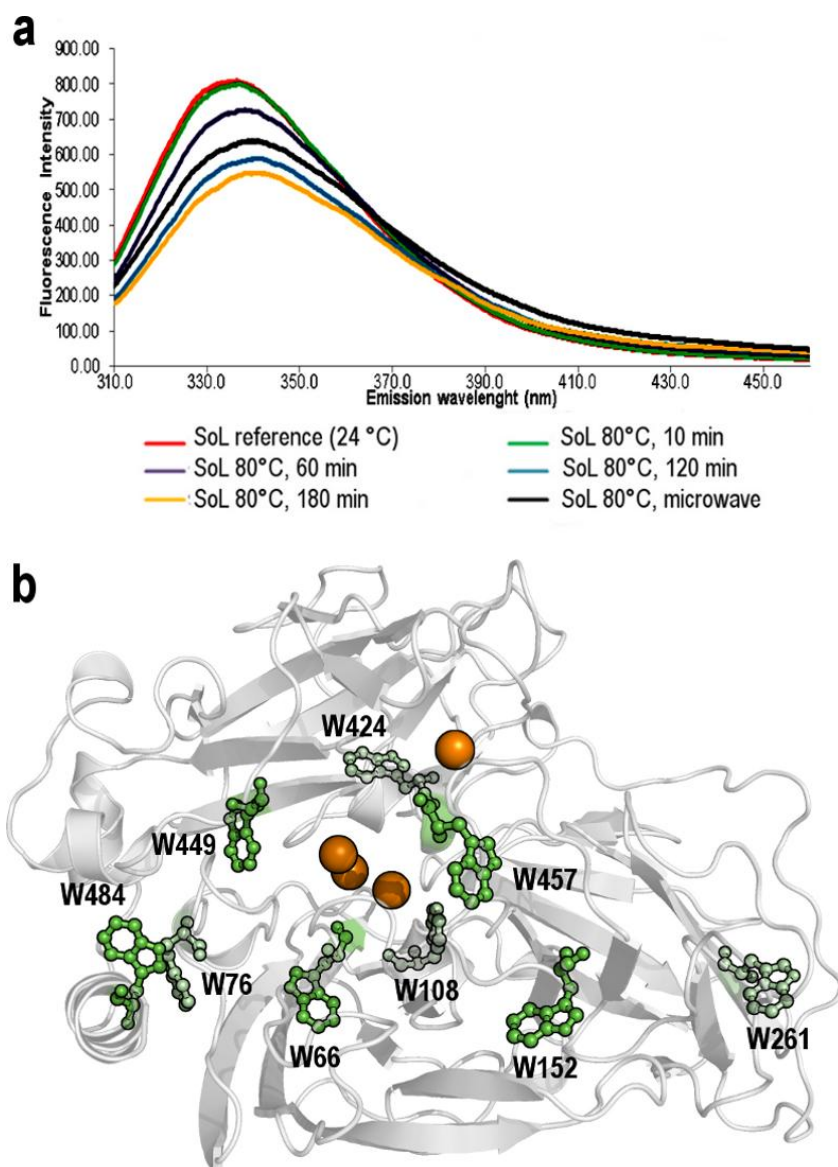 a
900.00
800.00
700.00
600.00
500.00
400.00
300.00
200.00
100.00
0.00
Fluorescence Intensity
310.0 330.0 350.0 370.0 390.0 410.0 430.0 450.0
Emission wavelenght (nm)
SoL reference (24 °C) SoL 80°C, 10 min
SoL 80°C, 60 min SoL 80°C, 120 min
SoL 80°C, 180 min SoL 80°C, microwave
b
W424
W449
W457
W484
W76
W108
W66
W152
W261